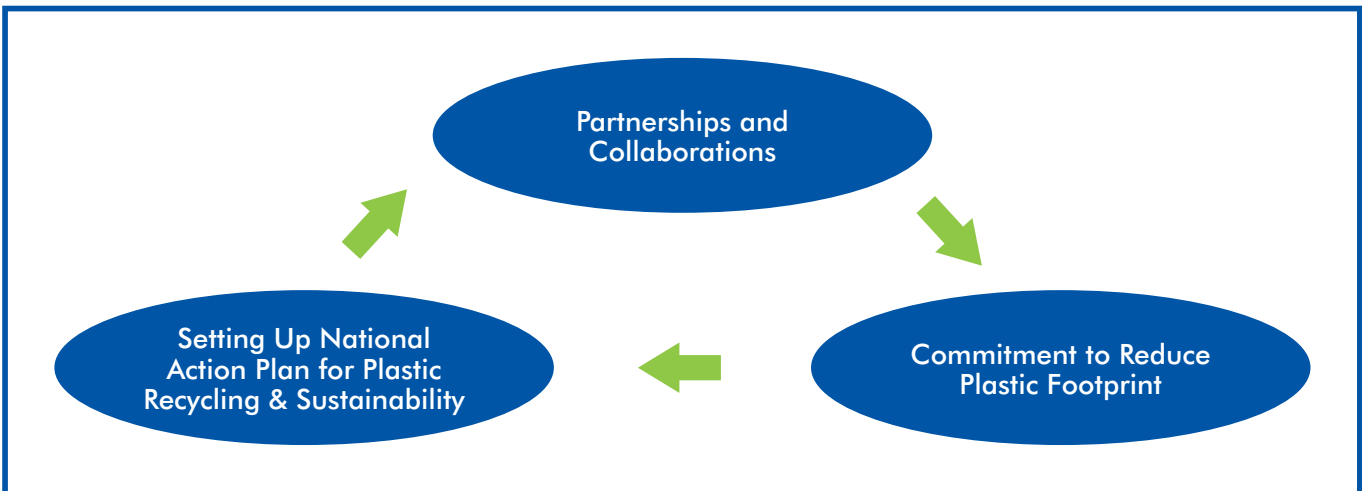 Partnerships and
Collaborations
Setting Up National
Action Plan for Plastic
Recycling & Sustainability
Commitment to Reduce
Plastic Footprint